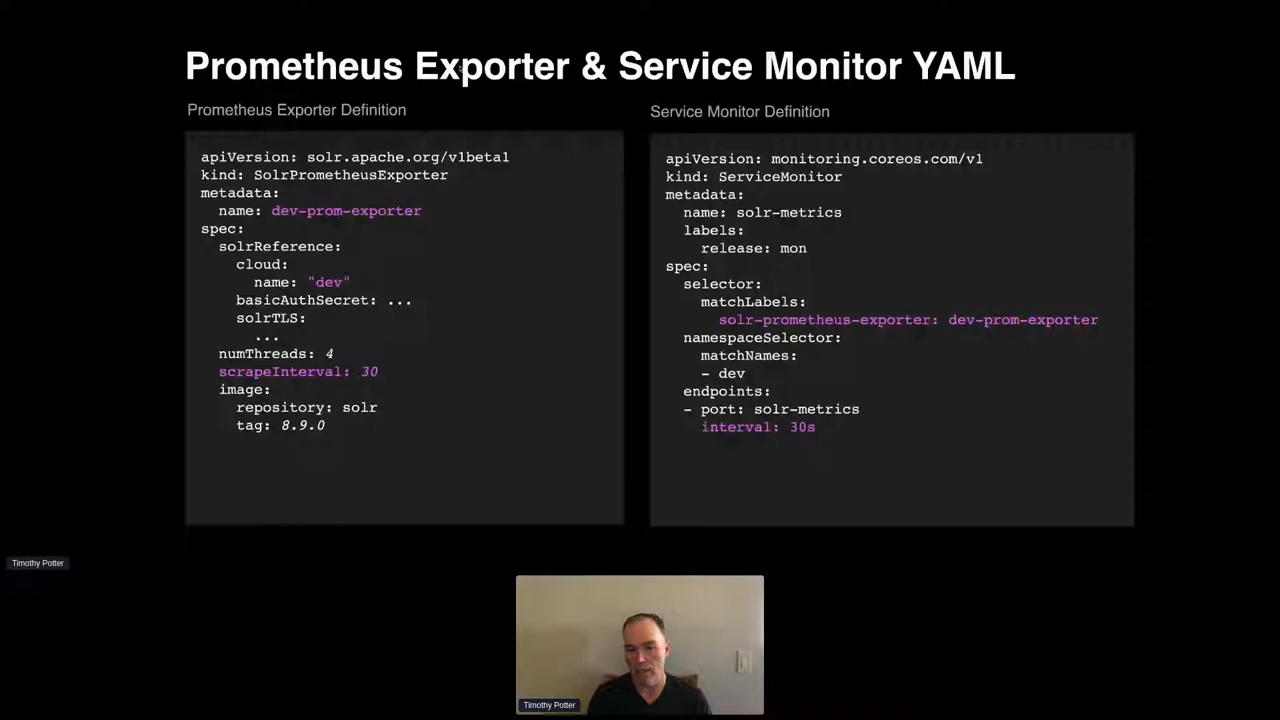 Prometheus Exporter & Service Monitor YAML
Prometheus Exporter Definition
apiVersion: solr.apache.org/v1beta1
kind: SolrPrometheusExporter
metadata:
  name: dev-prom-exporter
spec:
  solrReference:
    cloud:
      name: "dev"
    basicAuthSecret: ...
    solrTLS:
      ...
  numThreads: 4
  scrapeInterval: 30
  image:
    repository: solr
    tag: 8.9.0
Service Monitor Definition
apiVersion: monitoring.coreos.com/v1
kind: ServiceMonitor
metadata:
  name: solr-metrics
  labels:
    release: mon
spec:
  selector:
    matchLabels:
      solr-prometheus-exporter: dev-prom-exporter
  namespaceSelector:
    matchNames:
    - dev
  endpoints:
  - port: solr-metrics
    interval: 30s
Timothy Potter
Timothy Potter